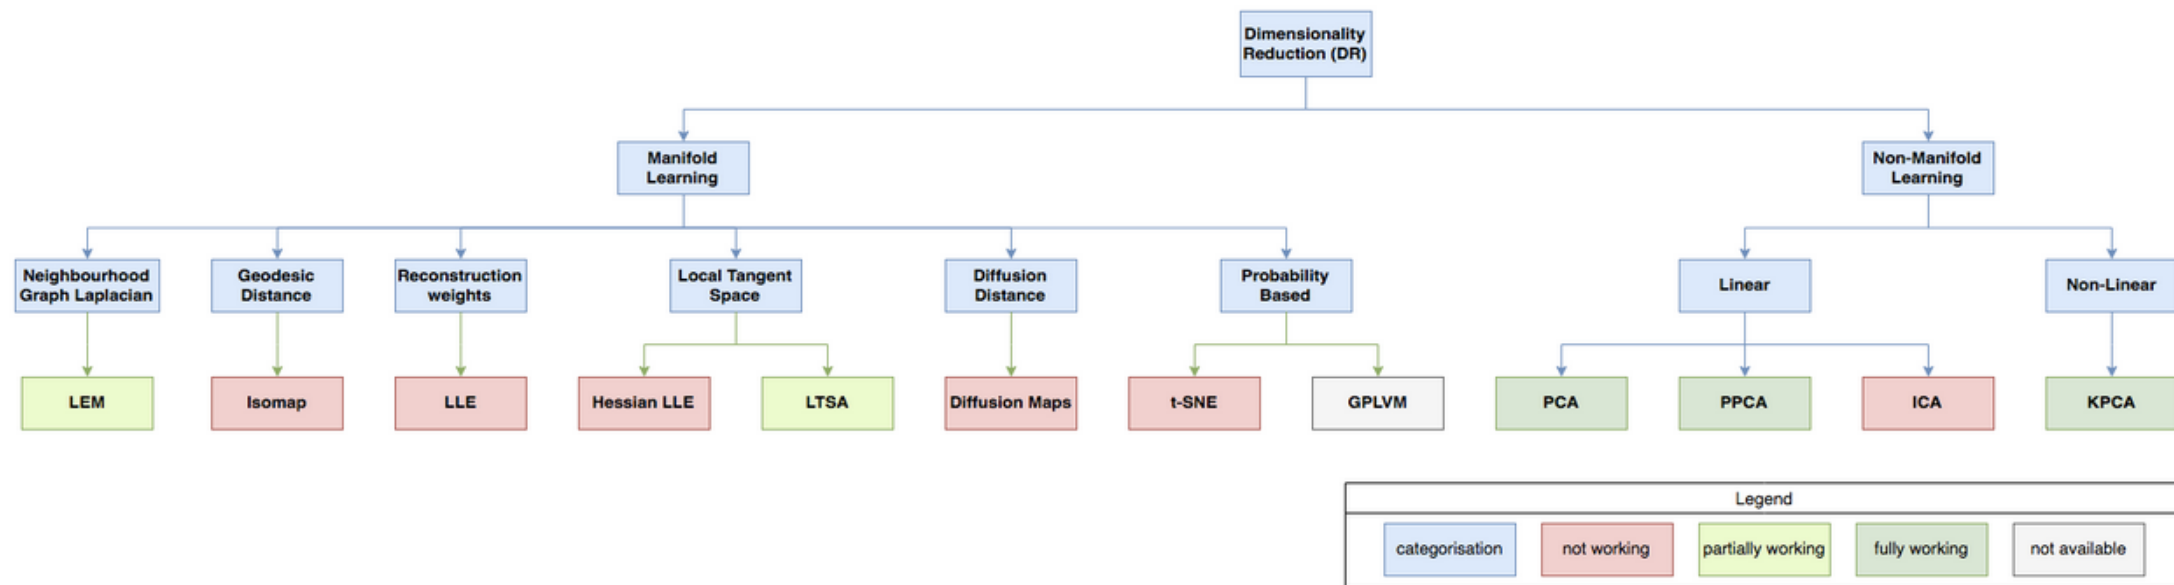 Dimensionality
Reduction (DR)
Manifold
Learning
Non-Manifold
Learning
Neighbourhood
Graph Laplacian
Geodesic
Distance
Reconstruction
weights
Local Tangent
Space
Diffusion
Distance
Probability
Based
Linear
Non-Linear
LEM
Isomap
LLE
Hessian LLE
LTSA
Diffusion Maps
t-SNE
GPLVM
PCA
PPCA
ICA
KPCA
Legend
categorisation
not working
partially working
fully working
not available